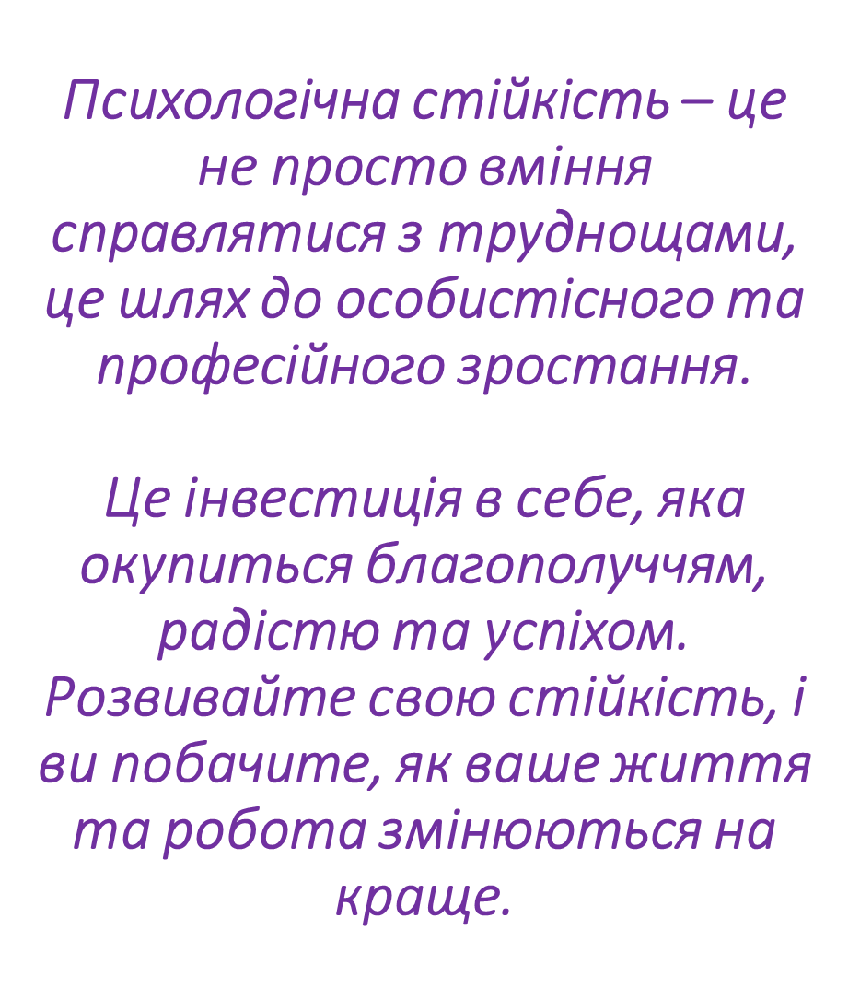 Психологічна стійкість – це
не просто вміння
справлятися з труднощами,
це шлях до особистісного та
професійного зростання.
Це інвестиція в себе, яка
окупиться благополуччям,
радістю та успіхом.
Розвивайте свою стійкість, і
ви побачите, як ваше життя
та робота змінюються на
краще.